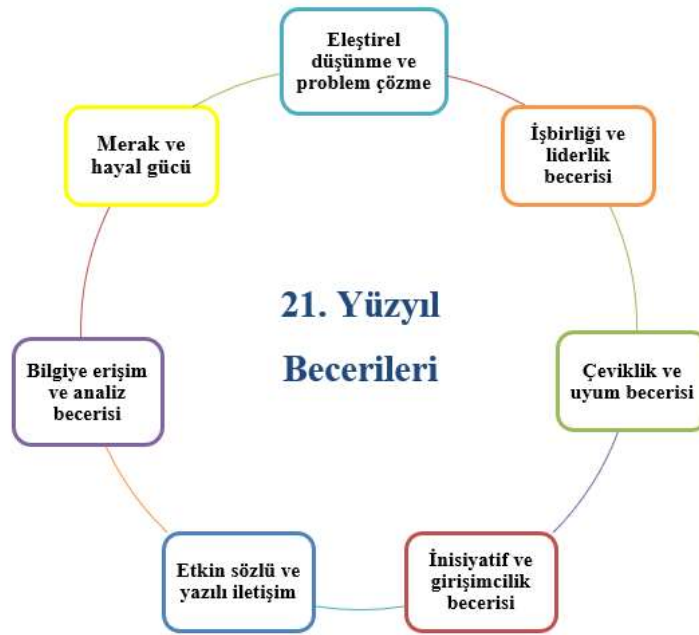 Eleştirel
düşünme ve
problem çözme
İşbirliği ve
liderlik
becerisi
Çeviklik ve
uyum becerisi
İnisiyatif ve
girişimcilik
becerisi
Etkin sözlü ve
yazılı iletişim
Bilgiye erişim
ve analiz
becerisi
Merak ve
hayal gücü
21. Yüzyıl
Becerileri